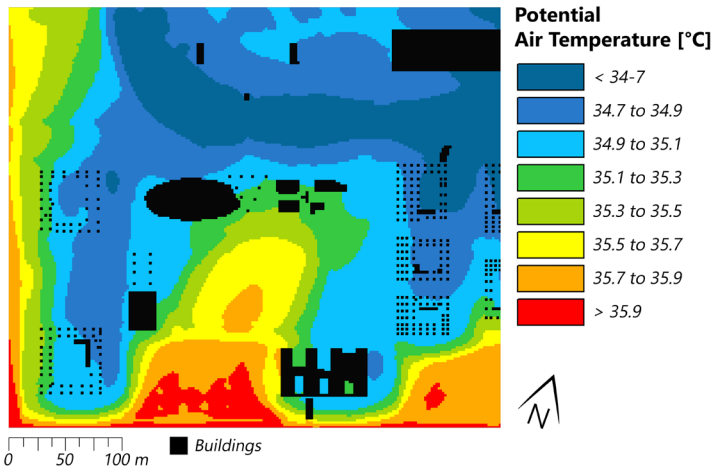 Potential
Air Temperature [°C]
< 34-7
34.7 to 34.9
34.9 to 35.1
35.1 to 35.3
35.3 to 35.5
35.5 to 35.7
35.7 to 35.9
> 35.9
N
0 50 100 m
Buildings